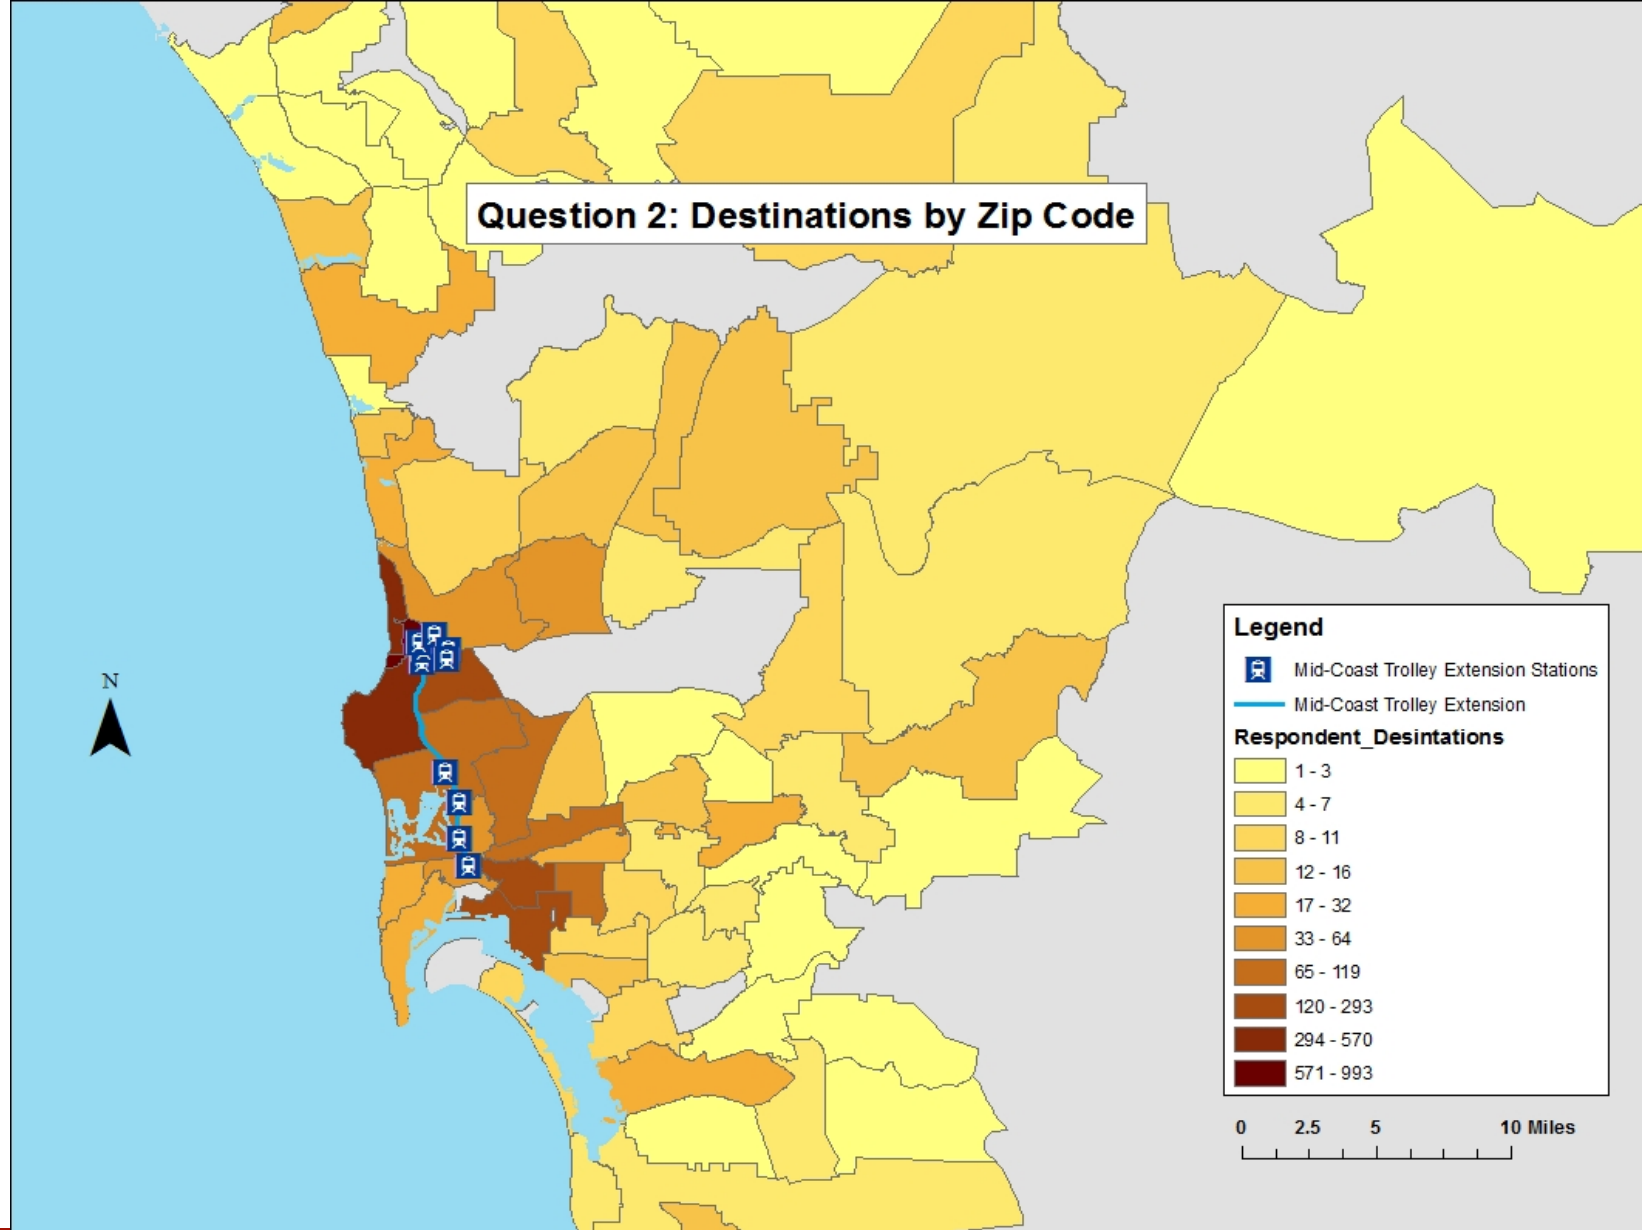 Question 2: Destinations by Zip Code
N
Legend
Mid-Coast Trolley Extension Stations
Mid-Coast Trolley Extension
Respondent_Desintations
1 - 3
4 - 7
8 - 11
12 - 16
17 - 32
33 - 64
65 - 119
120 - 293
294 - 570
571 - 993
0 2.5 5 10 Miles